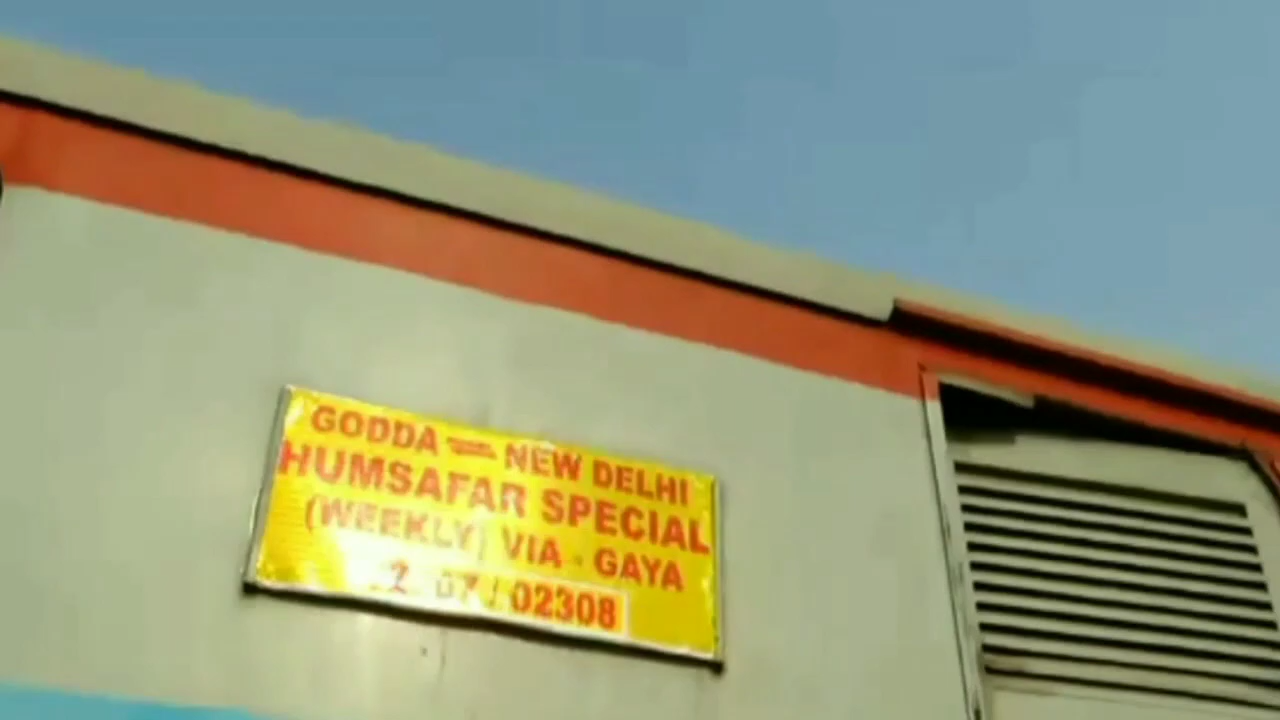 GODDA — NEW DELHI
HUMSAFAR SPECIAL
(WEEKLY) VIA - GAYA
/ 02308